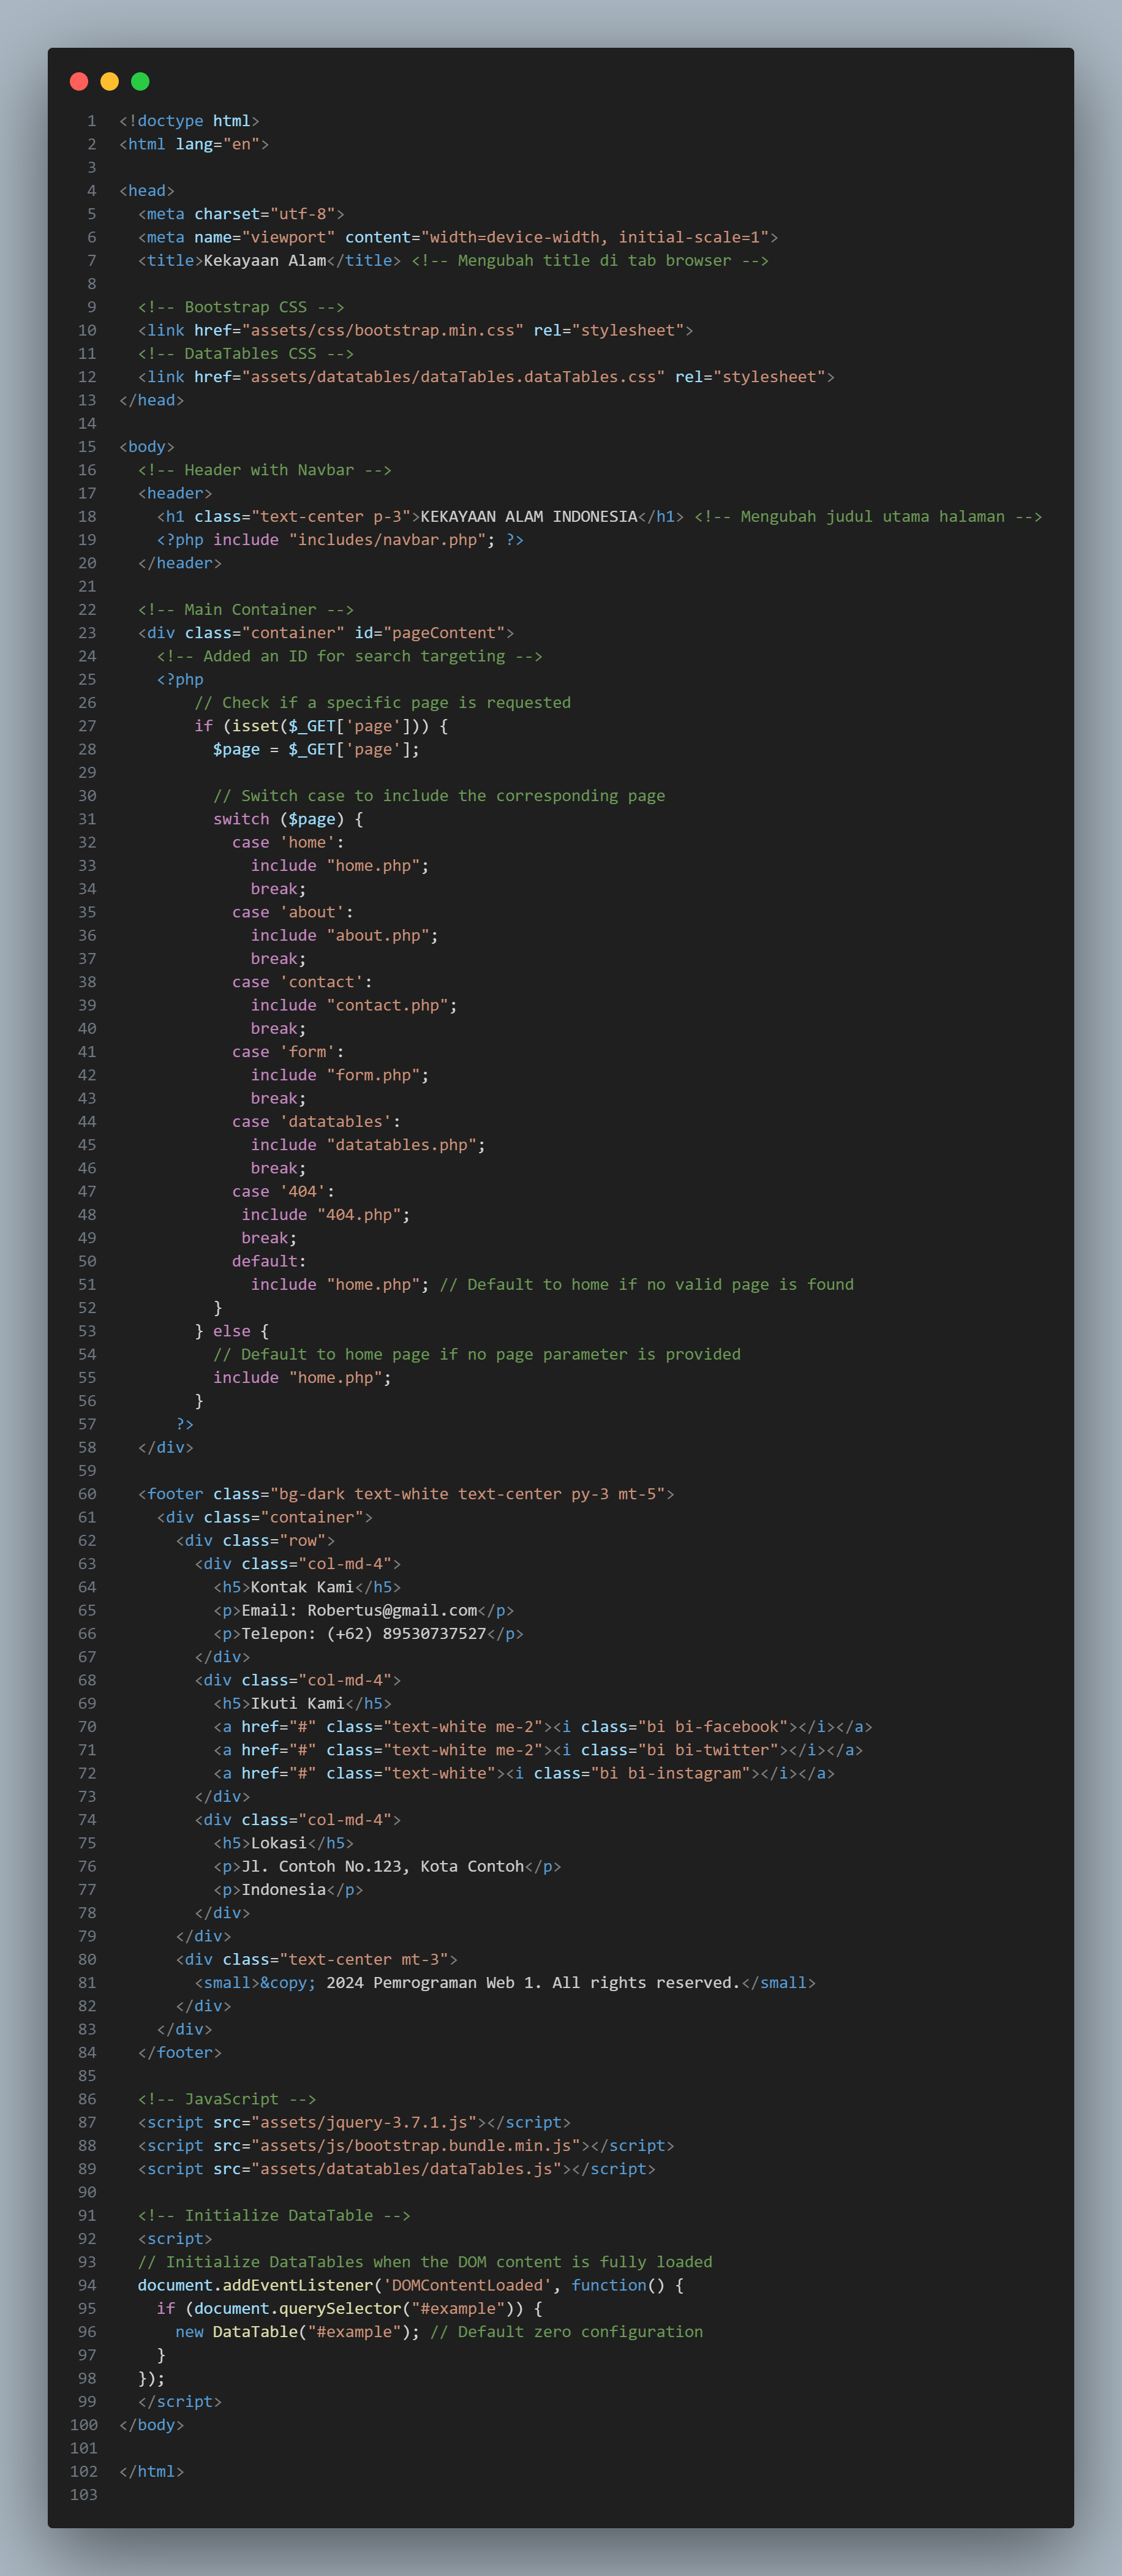 1 <!doctype html>
2 <html lang="en">
3
4 <head>
5   <meta charset="utf-8">
6   <meta name="viewport" content="width=device-width, initial-scale=1">
7   <title>Kekayaan Alam</title> <!-- Mengubah title di tab browser -->
8
9   <!-- Bootstrap CSS -->
10   <link href="assets/css/bootstrap.min.css" rel="stylesheet">
11   <!-- DataTables CSS -->
12   <link href="assets/datatables/dataTables.dataTables.css" rel="stylesheet">
13 </head>
14
15 <body>
16   <!-- Header with Navbar -->
17   <header>
18     <h1 class="text-center p-3">KEKAYAAN ALAM INDONESIA</h1> <!-- Mengubah judul utama halaman -->
19     <?php include "includes/navbar.php"; ?>
20   </header>
21
22   <!-- Main Container -->
23   <div class="container" id="pageContent">
24     <!-- Added an ID for search targeting -->
25     <?php
26         // Check if a specific page is requested
27         if (isset($_GET['page'])) {
28           $page = $_GET['page'];
29
30           // Switch case to include the corresponding page
31           switch ($page) {
32             case 'home':
33               include "home.php";
34               break;
35             case 'about':
36               include "about.php";
37               break;
38             case 'contact':
39               include "contact.php";
40               break;
41             case 'form':
42               include "form.php";
43               break;
44             case 'datatables':
45               include "datatables.php";
46               break;
47             case '404':
48              include "404.php";
49              break;
50             default:
51               include "home.php"; // Default to home if no valid page is found
52           }
53         } else {
54           // Default to home page if no page parameter is provided
55           include "home.php";
56         }
57       ?>
58   </div>
59
60   <footer class="bg-dark text-white text-center py-3 mt-5">
61     <div class="container">
62       <div class="row">
63         <div class="col-md-4">
64           <h5>Kontak Kami</h5>
65           <p>Email: Robertus@gmail.com</p>
66           <p>Telepon: (+62) 89530737527</p>
67         </div>
68         <div class="col-md-4">
69           <h5>Ikuti Kami</h5>
70           <a href="#" class="text-white me-2"><i class="bi bi-facebook"></i></a>
71           <a href="#" class="text-white me-2"><i class="bi bi-twitter"></i></a>
72           <a href="#" class="text-white"><i class="bi bi-instagram"></i></a>
73         </div>
74         <div class="col-md-4">
75           <h5>Lokasi</h5>
76           <p>Jl. Contoh No.123, Kota Contoh</p>
77           <p>Indonesia</p>
78         </div>
79       </div>
80       <div class="text-center mt-3">
81         <small>&copy; 2024 Pemrograman Web 1. All rights reserved.</small>
82       </div>
83     </div>
84   </footer>
85
86   <!-- JavaScript -->
87   <script src="assets/jquery-3.7.1.js"></script>
88   <script src="assets/js/bootstrap.bundle.min.js"></script>
89   <script src="assets/datatables/dataTables.js"></script>
90
91   <!-- Initialize DataTable -->
92   <script>
93   // Initialize DataTables when the DOM content is fully loaded
94   document.addEventListener('DOMContentLoaded', function() {
95     if (document.querySelector("#example")) {
96       new DataTable("#example"); // Default zero configuration
97     }
98   });
99   </script>
100 </body>
101
102 </html>
103